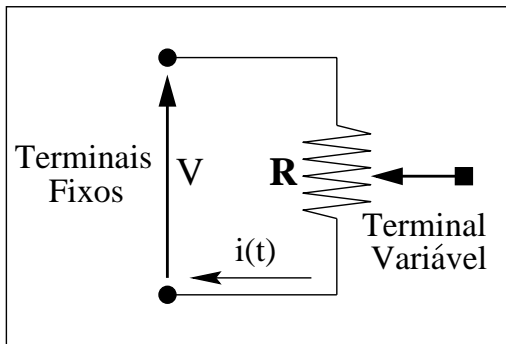 Terminais
Fixos
V
R
Terminal
Variável
i(t)